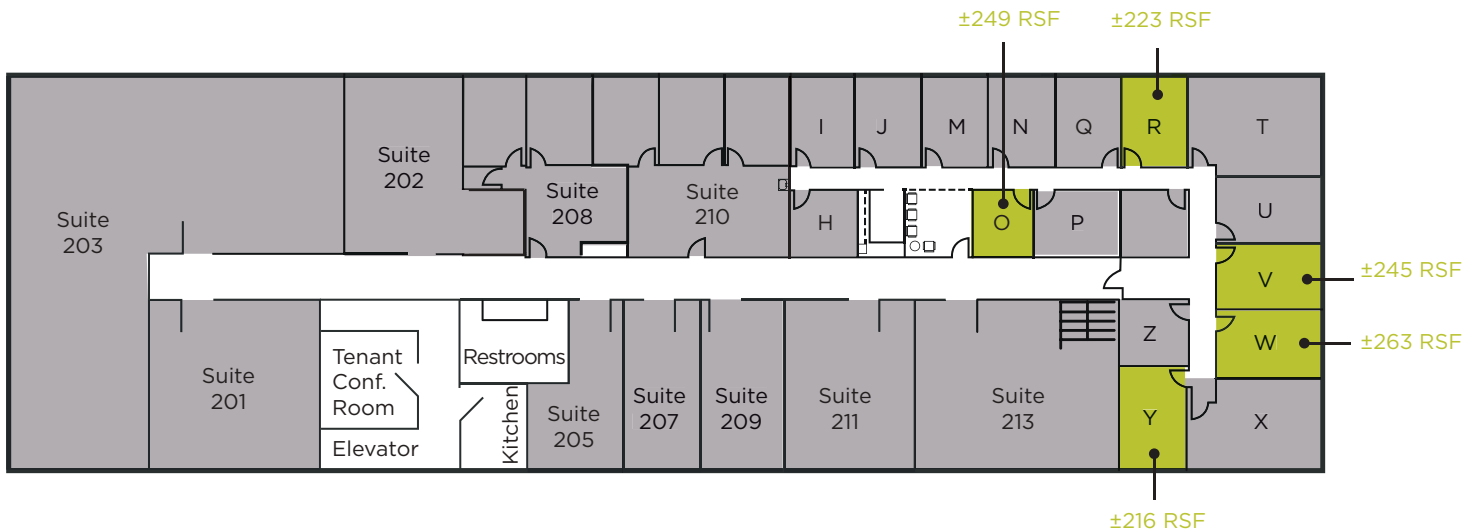 ±249 RSF
±223 RSF
I
J
M
N
Q
R
T
Suite
202
Suite
203
Suite
208
Suite
210
H
O
P
U
V
±245 RSF
W
±263 RSF
Z
Tenant
Conf.
Room
Restrooms
Suite
201
Suite
205
Suite
207
Suite
209
Suite
211
Suite
213
Y
X
Elevator
Kitchen
±216 RSF